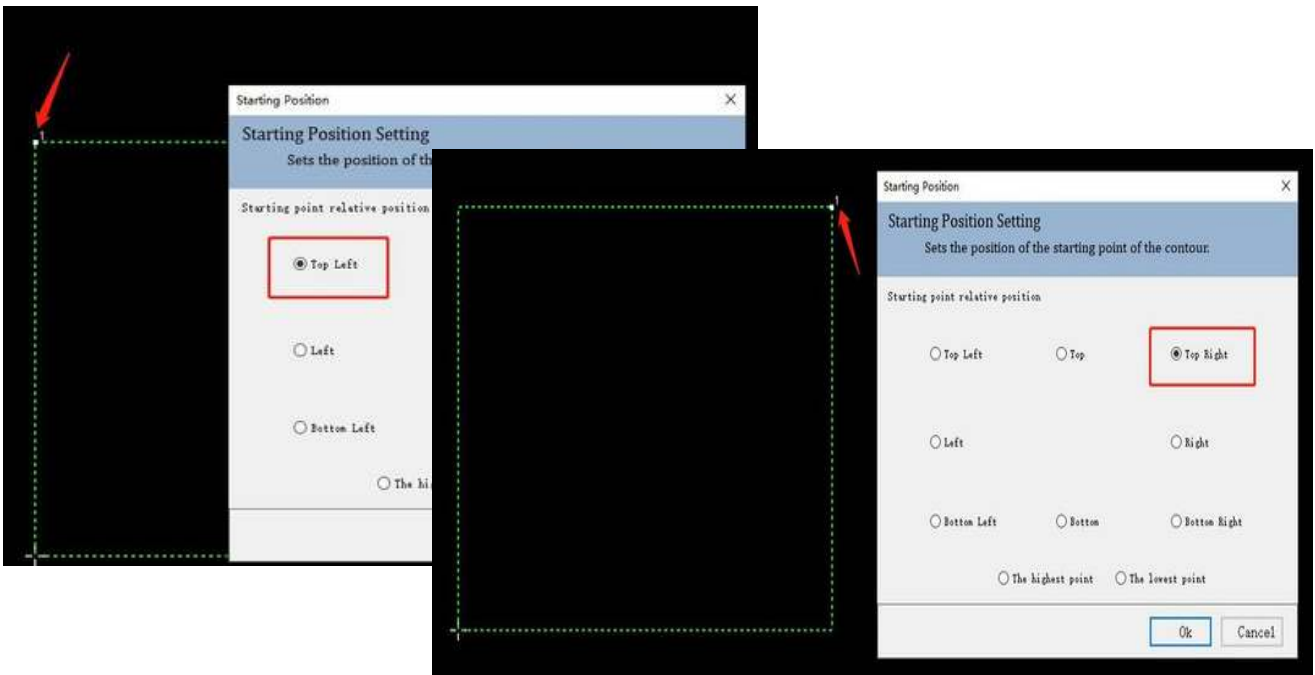 1
Starting Position
Starting Position Setting
Sets the position of th
Starting point relative position
Top Left
Left
Bottom Left
The hi
1
Starting Position
Starting Position Setting
Sets the position of the starting point of the contour.
Starting point relative position
Top Left Top Top Right
Left Right
Bottom Left Bottom Bottom Right
The highest point The lowest point
Ok Cancel